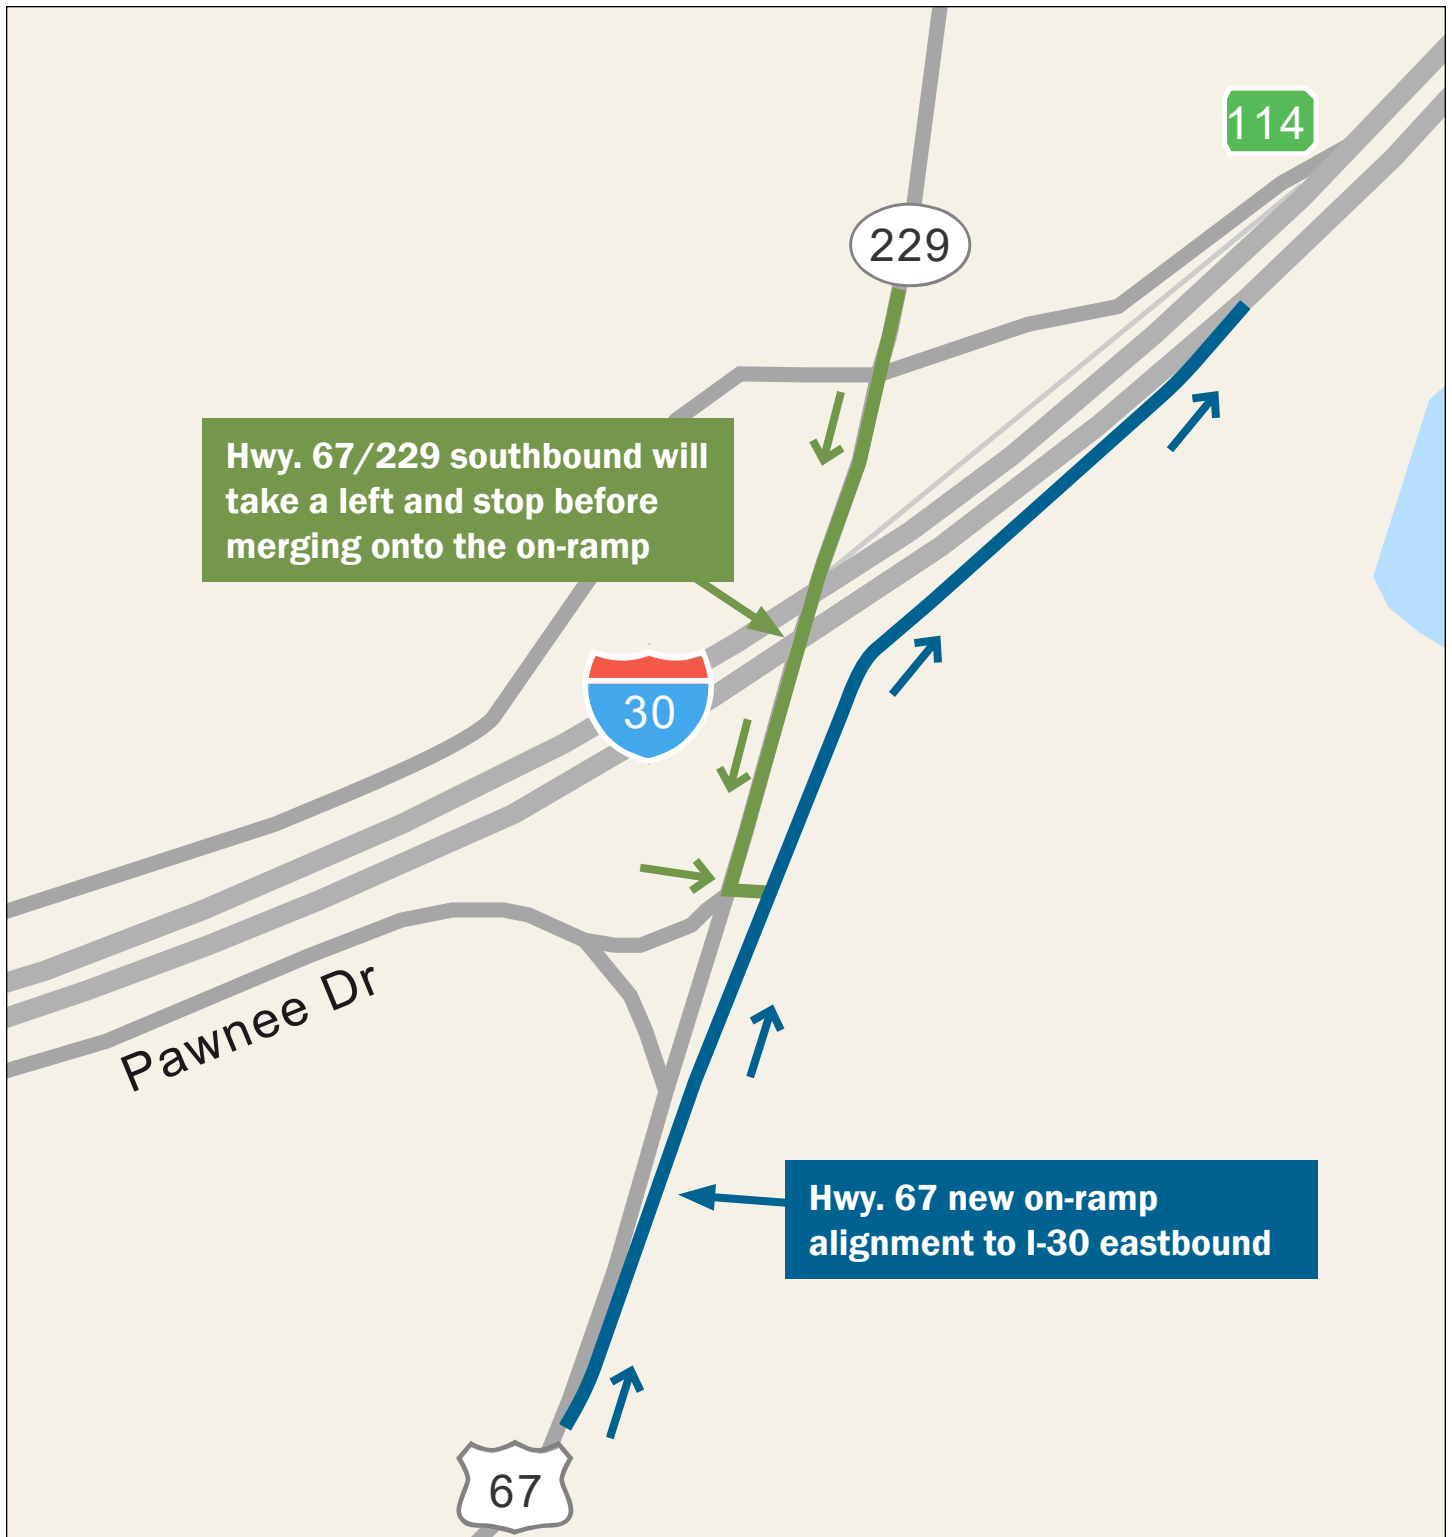 114
229
Hwy. 67/229 southbound will
take a left and stop before
merging onto the on-ramp
30
Pawnee Dr
Hwy. 67 new on-ramp
alignment to I-30 eastbound
67